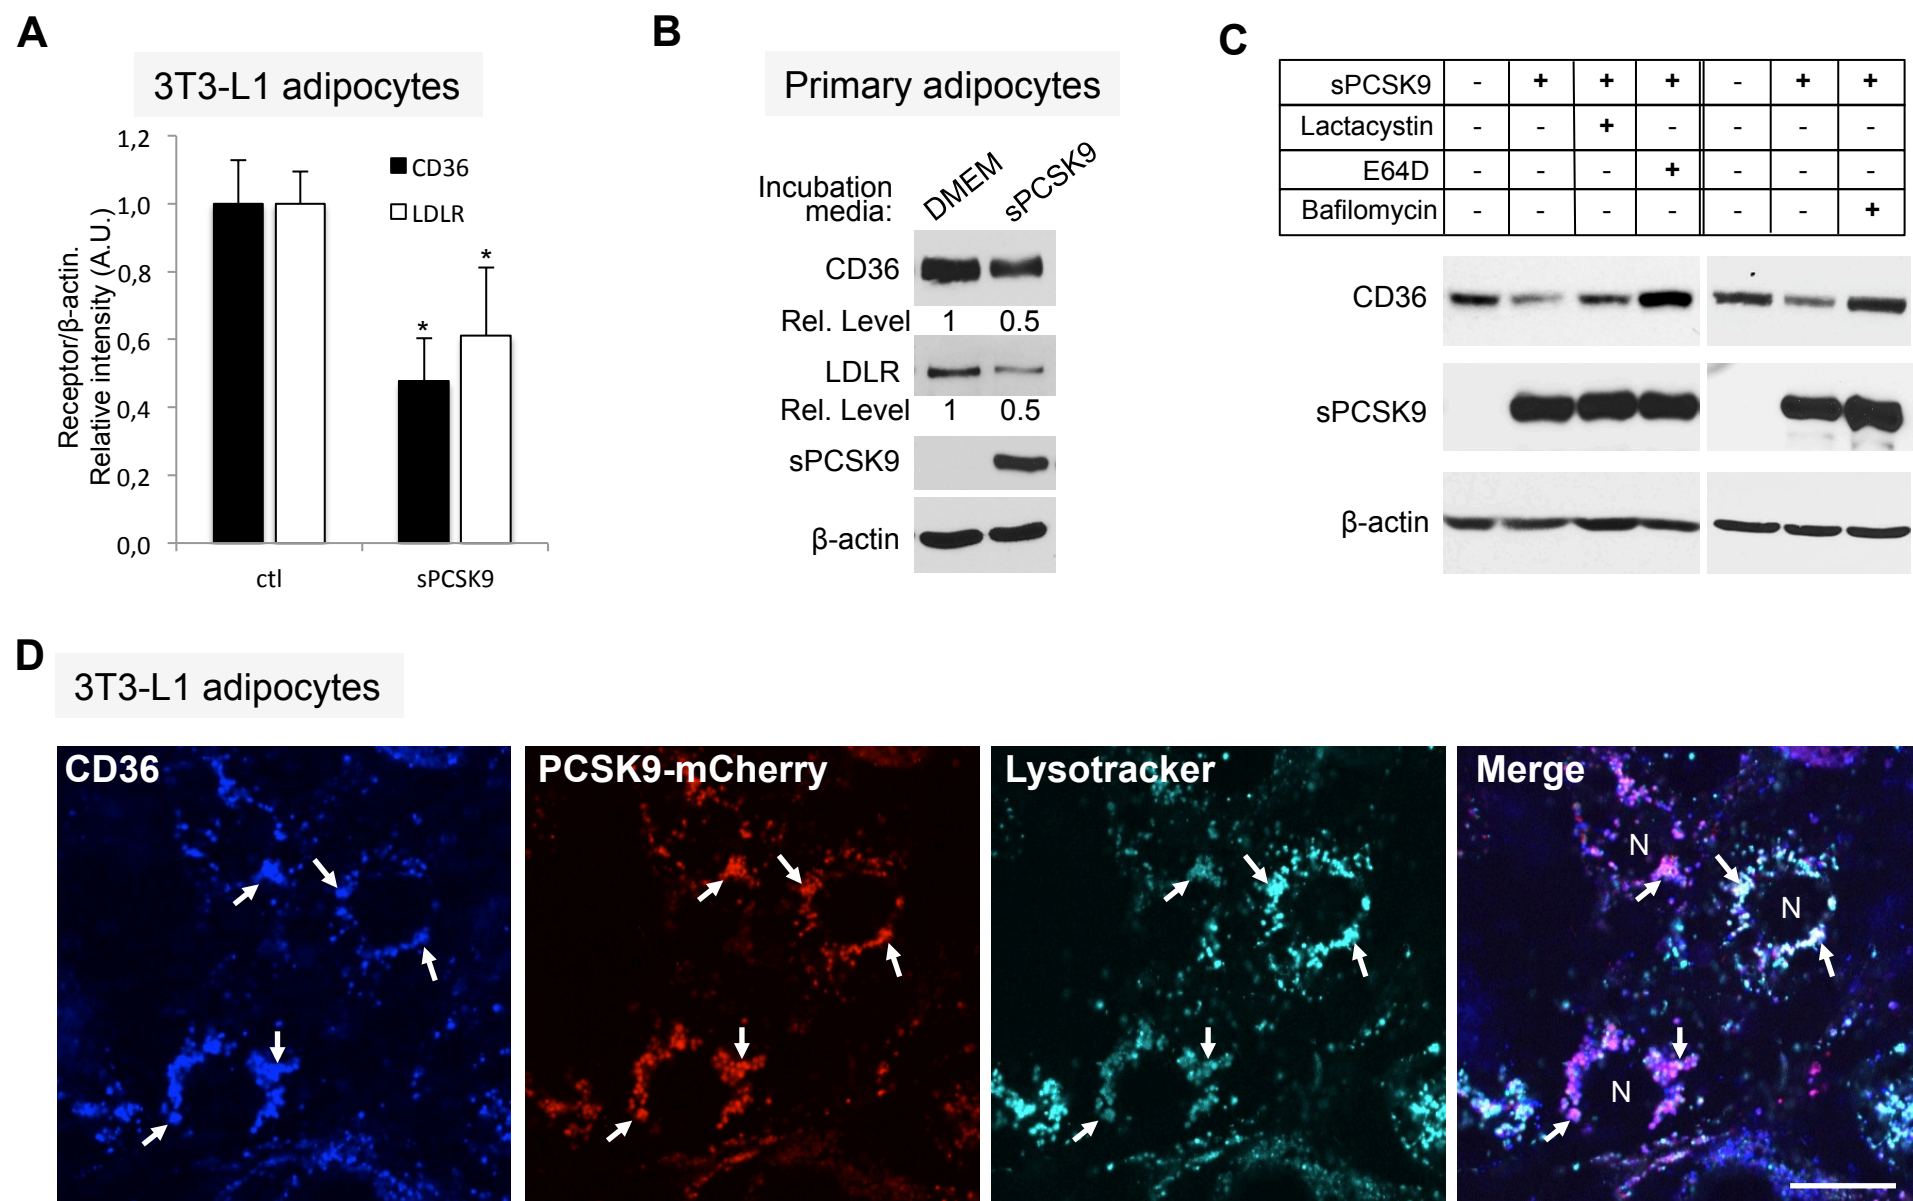 A
3T3-L1 adipocytes
Receptor/β-actin.
Relative intensity (A.U.)
1,2
1,0
0,8
0,6
0,4
0,2
0,0
CD36
LDLR
*
*
ctl
sPCSK9
B
Primary adipocytes
Incubation
media:
DMEM
sPCSK9
CD36
Rel. Level 1 0.5
LDLR
Rel. Level 1 0.5
sPCSK9
β-actin
C
sPCSK9 - + + + - + +
Lactacystin - - + - - - -
E64D - - - + - - -
Bafilomycin - - - - - - +
CD36
sPCSK9
β-actin
D
3T3-L1 adipocytes
CD36
PCSK9-mCherry
Lysotracker
Merge
N
N
N